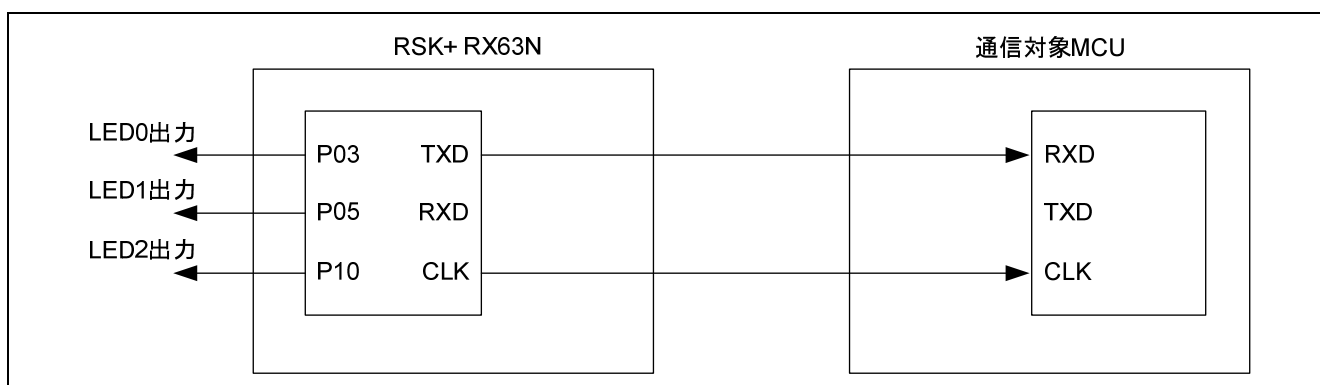 RSK+ RX63N
通信対象MCU
LED0出力
P03 TXD
RXD
LED1出力
P05 RXD
TXD
LED2出力
P10 CLK
CLK